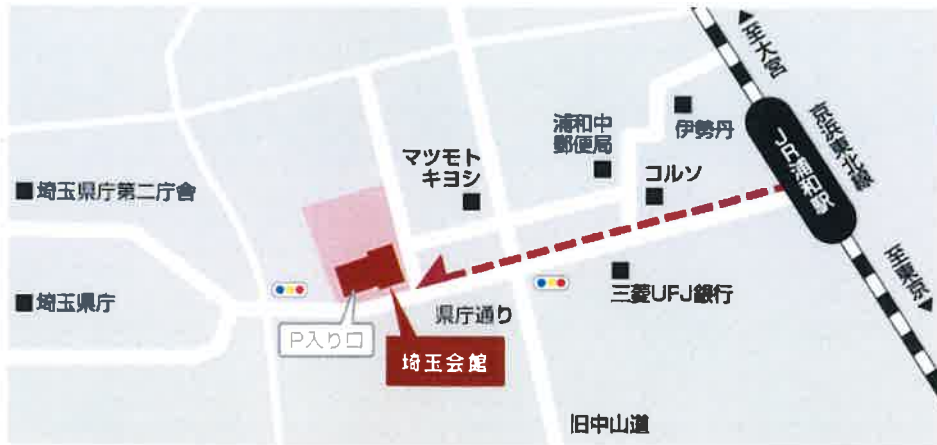 ▲至大宮
京浜東北線
JR浦和駅
至東京▼
伊勢丹
浦和中
郵便局
コルソ
マツモト
キヨシ
埼玉県庁第二庁舎
埼玉県庁
三菱UFJ銀行
県庁通り
P入り口
埼玉会館
旧中山道